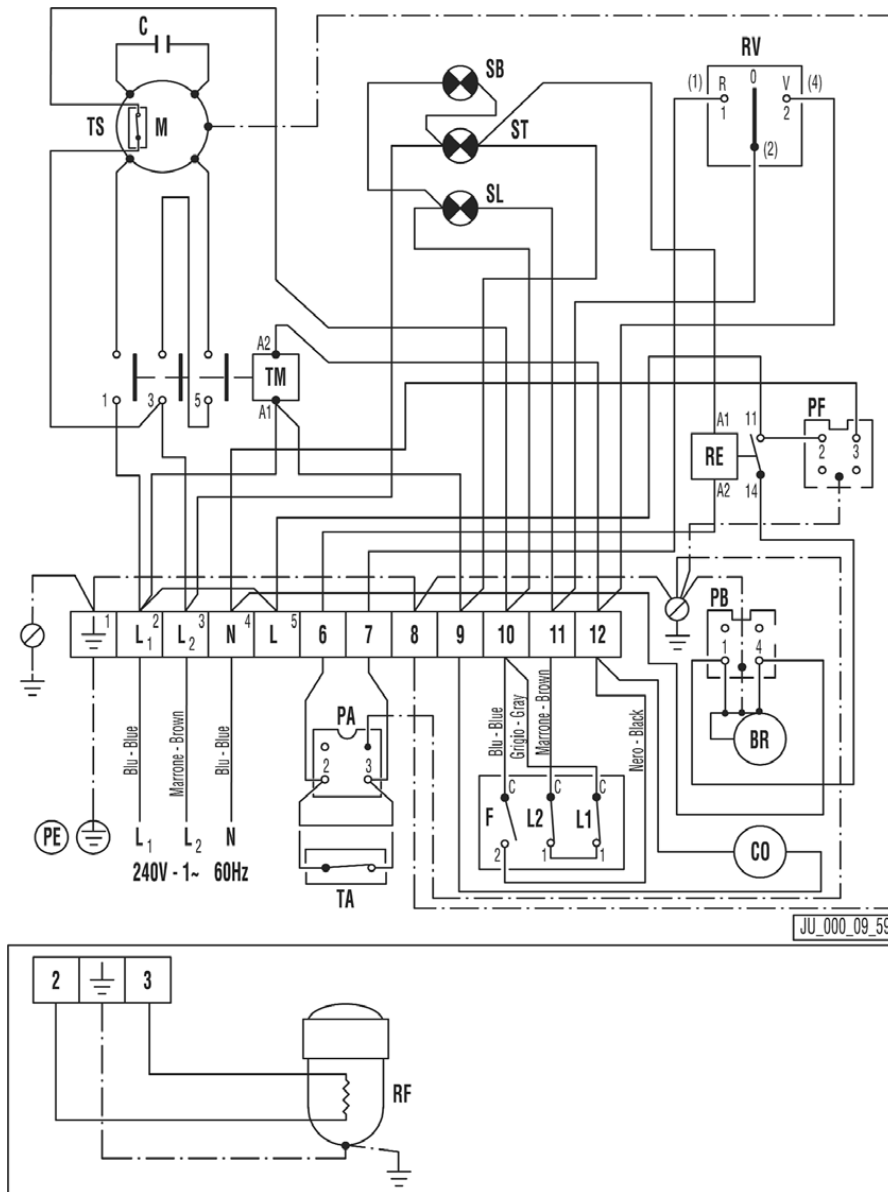 C
RV
SB
(1) R 0 V (4)
1 2
TS M
ST
(2)
SL
A2
TM
1 3 5
A1
PF
A1 11
2 3
RE
A2 14
PB
1 4
1 L1 2 L2 3 N 4 L 5 6 7 8 9 10 11 12
BR
Blu - Blue
Marrone - Brown
Blu - Blue
PA
2 3
Blu - Blue
Grigio - Gray
Marrone - Brown
Nero - Black
C C C
F L2 L1
2 1 1
CO
PE L1 L2 N
240V - 1~ 60Hz
TA
JU_000_09_59
2 3
RF